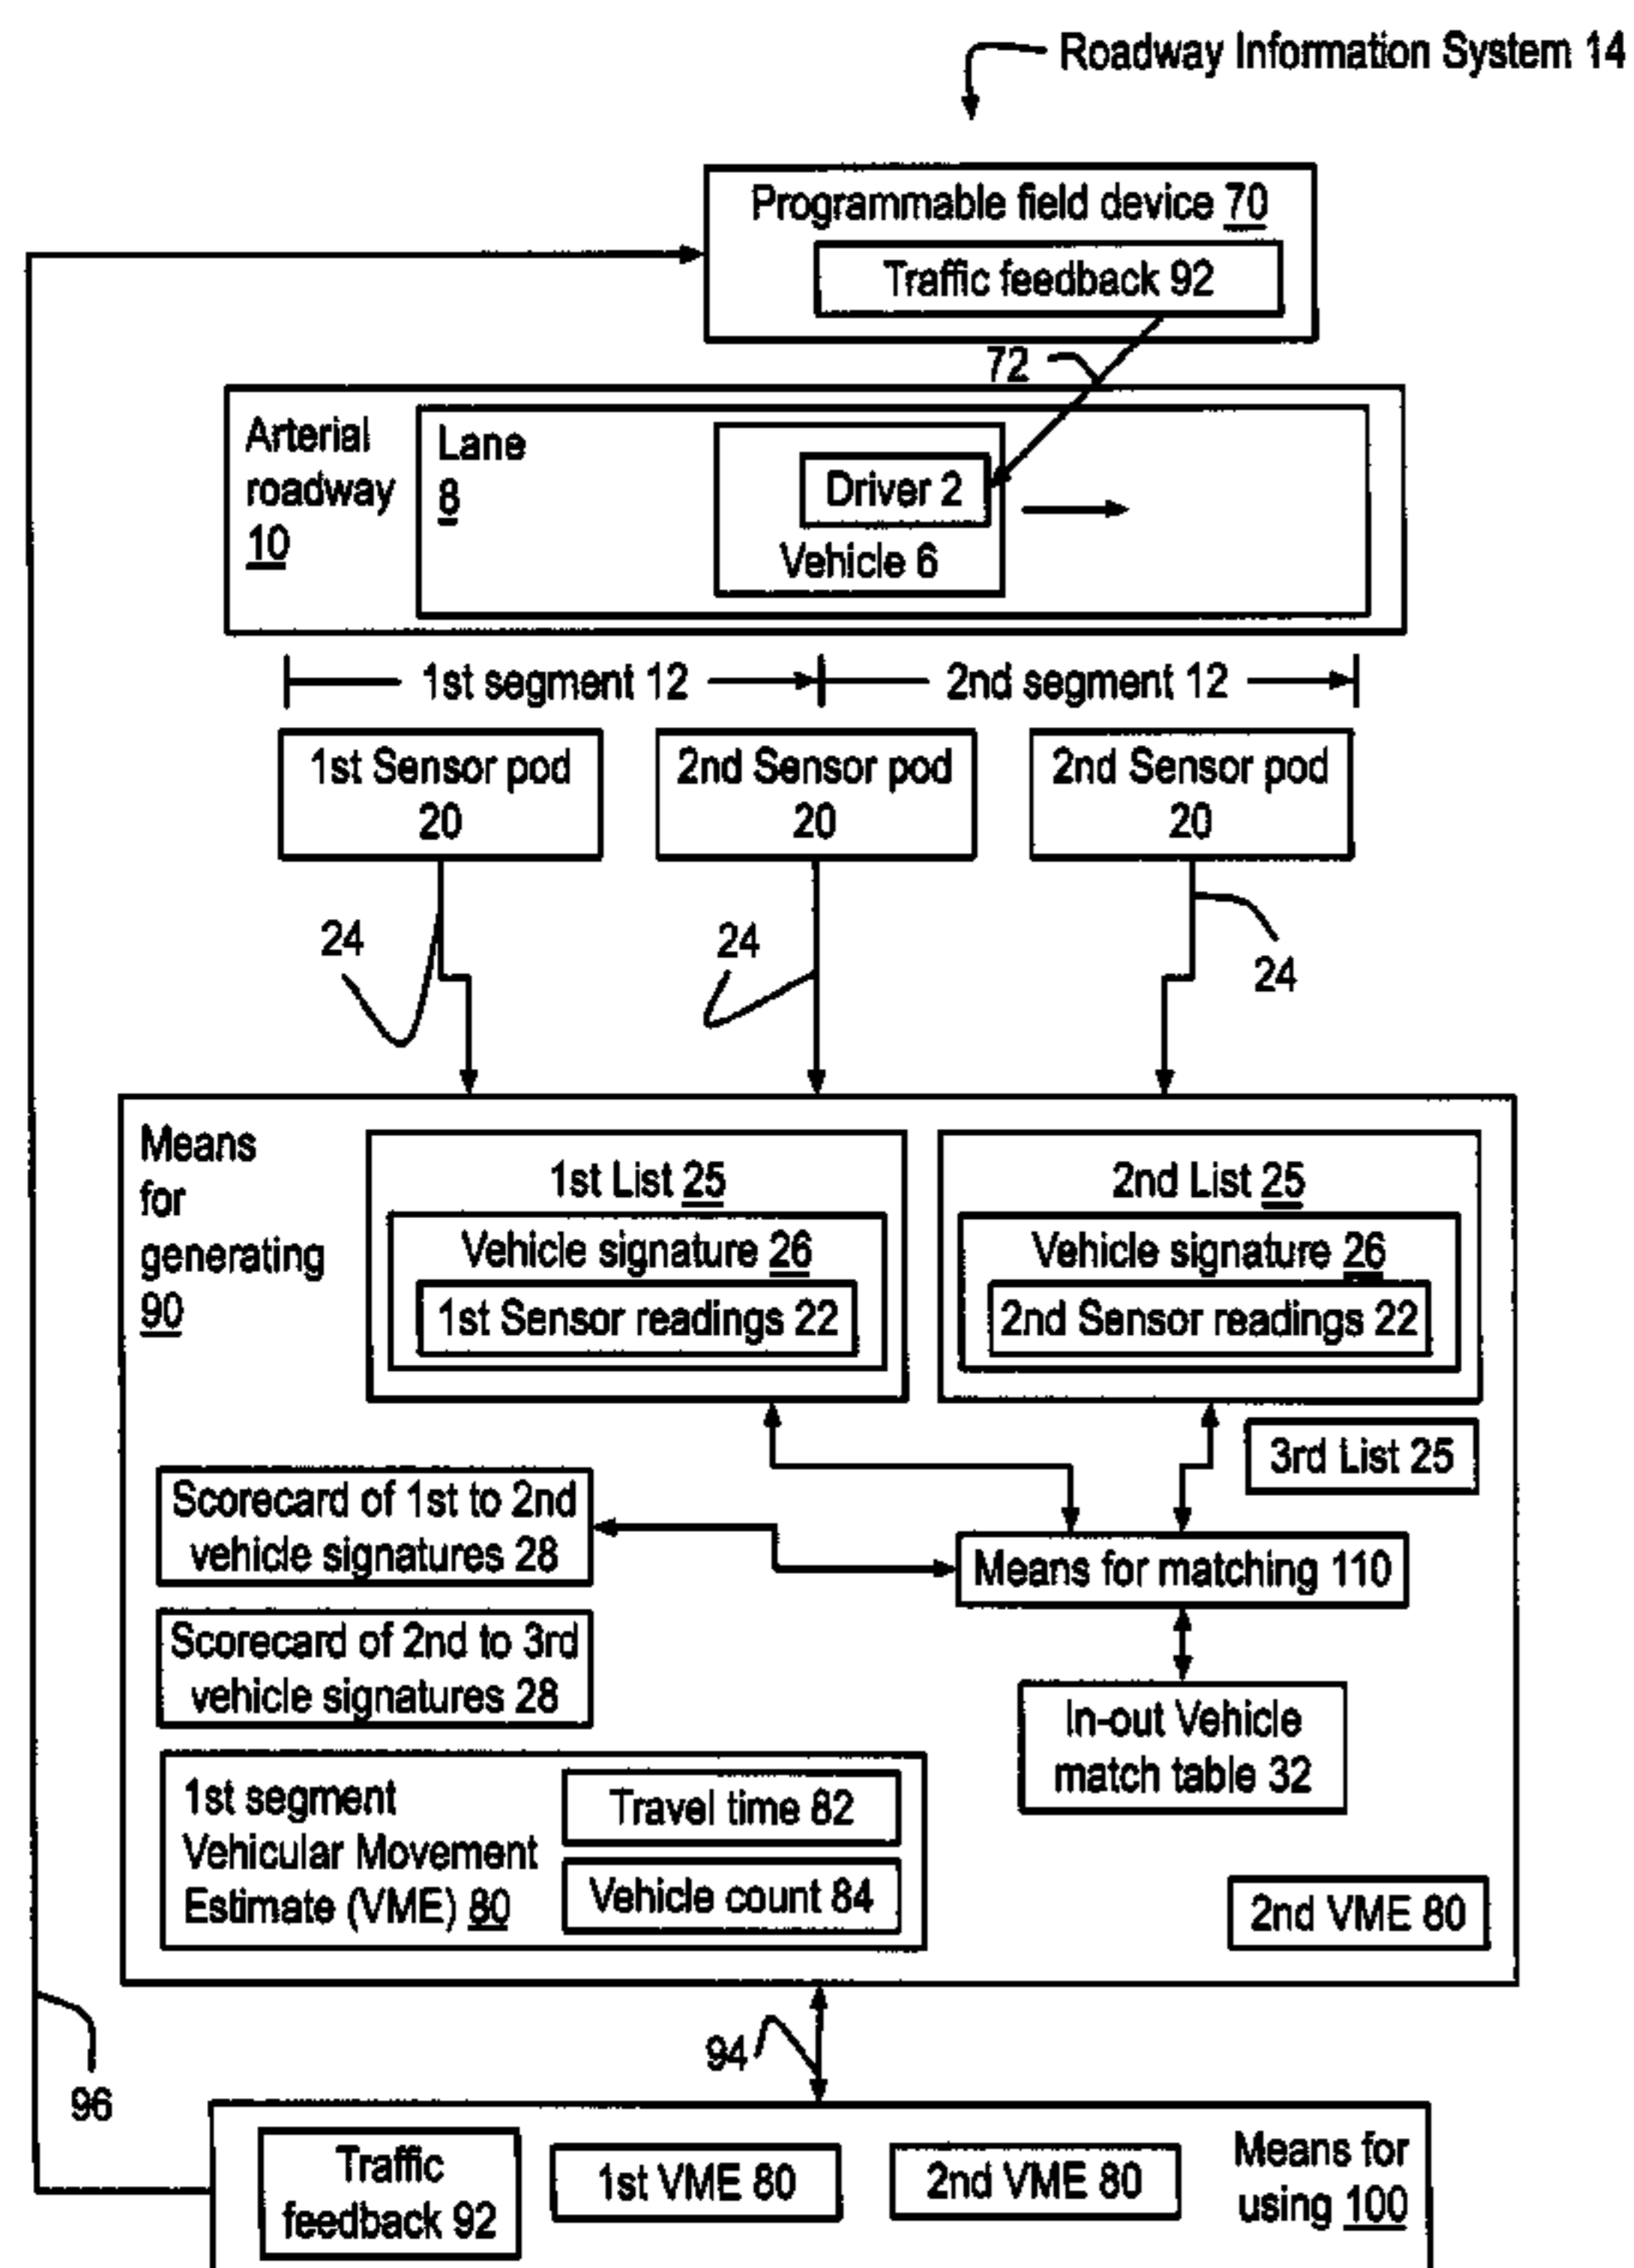 Roadway Information System 14
Programmable field device 70
Traffic feedback 92
72
Arterial
roadway
10
Lane
8
Driver 2
Vehicle 6
1st segment 12
2nd segment 12
1st Sensor pod
20
2nd Sensor pod
20
2nd Sensor pod
20
24
24
24
Means
for
generating
90
1st List 25
Vehicle signature 26
1st Sensor readings 22
2nd List 25
Vehicle signature 26
2nd Sensor readings 22
3rd List 25
Scorecard of 1st to 2nd
vehicle signatures 28
Means for matching 110
Scorecard of 2nd to 3rd
vehicle signatures 28
In-out Vehicle
match table 32
1st segment
Vehicular Movement
Estimate (VME) 80
Travel time 82
Vehicle count 84
2nd VME 80
94
96
Traffic
feedback 92
1st VME 80
2nd VME 80
Means for
using 100